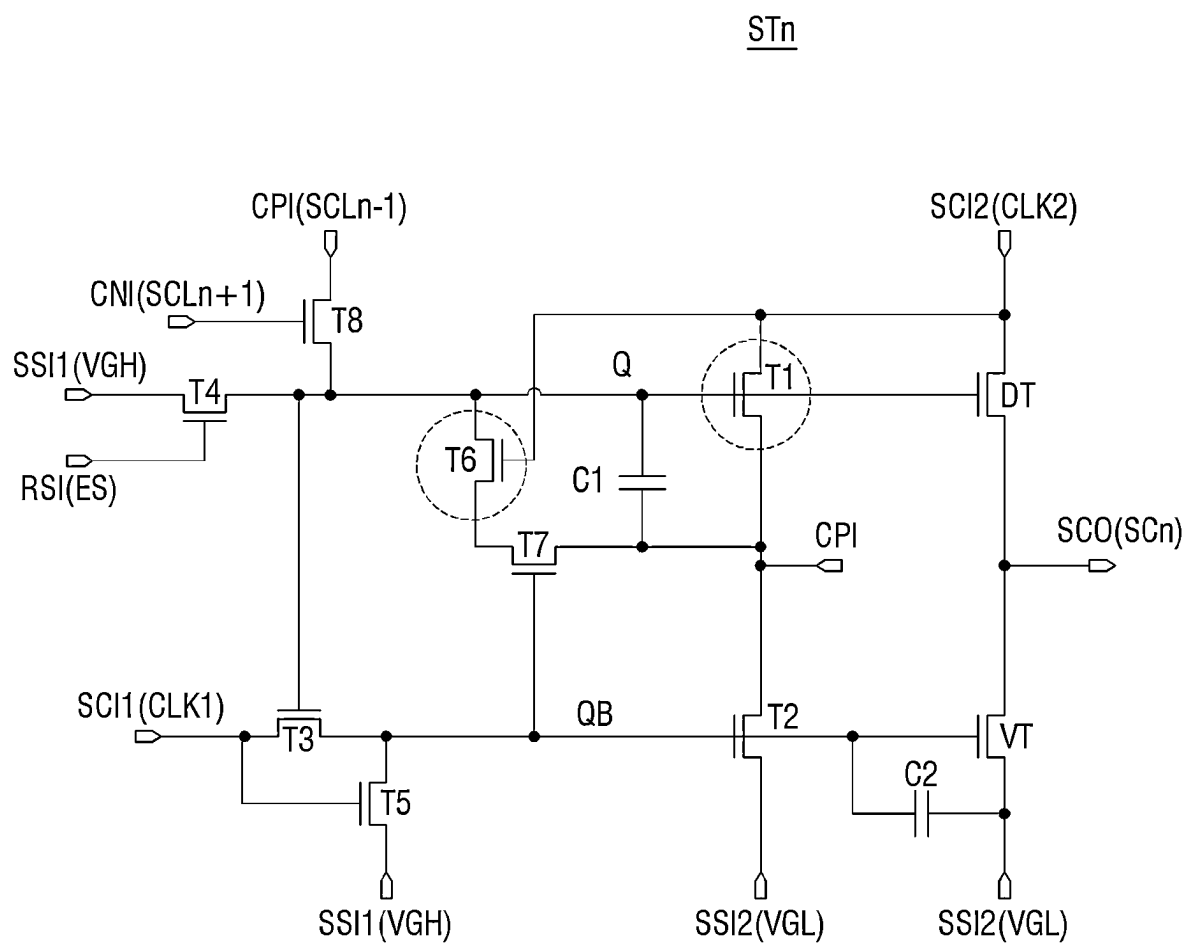 STn
CPI(SCLn-1)
SCI2(CLK2)
CNI(SCLn+1)
T8
SSI1(VGH)
T4
Q
T1
DT
T6
RSI(ES)
C1
T7
CPI
SCO(SCn)
SCI1(CLK1)
T3
QB
T2
VT
T5
C2
SSI1(VGH)
SSI2(VGL)
SSI2(VGL)